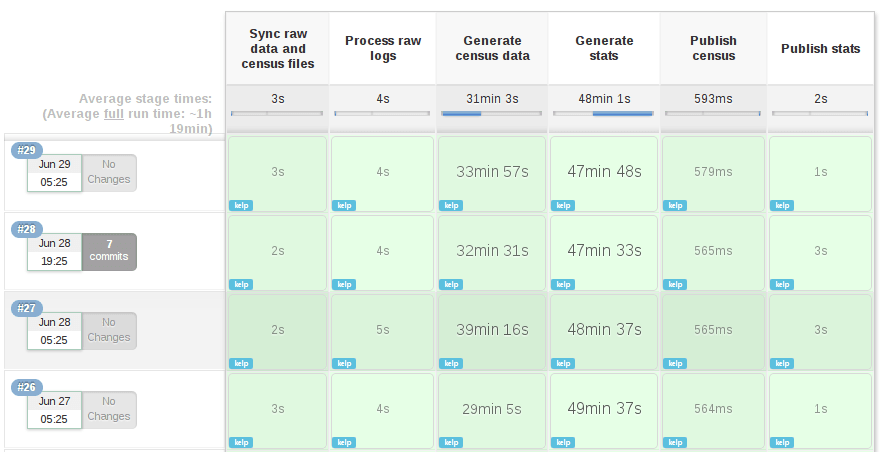 Sync raw
data and
census files
Process raw
logs
Generate
census data
Generate
stats
Publish
census
Publish stats
Average stage times:
(Average full run time: ~1h
19min)
3s
4s
31min 3s
48min 1s
593ms
2s
#29
Jun 29
05:25
No
Changes
3s
4s
33min 57s
47min 48s
579ms
1s
kelp
kelp
kelp
kelp
kelp
kelp
#28
Jun 28
19:25
7
commits
2s
4s
32min 31s
47min 33s
565ms
3s
kelp
kelp
kelp
kelp
kelp
kelp
#27
Jun 28
05:25
No
Changes
2s
5s
39min 16s
48min 37s
565ms
3s
kelp
kelp
kelp
kelp
kelp
kelp
#26
Jun 27
05:25
No
Changes
3s
4s
29min 5s
49min 37s
564ms
1s
kelp
kelp
kelp
kelp
kelp
kelp